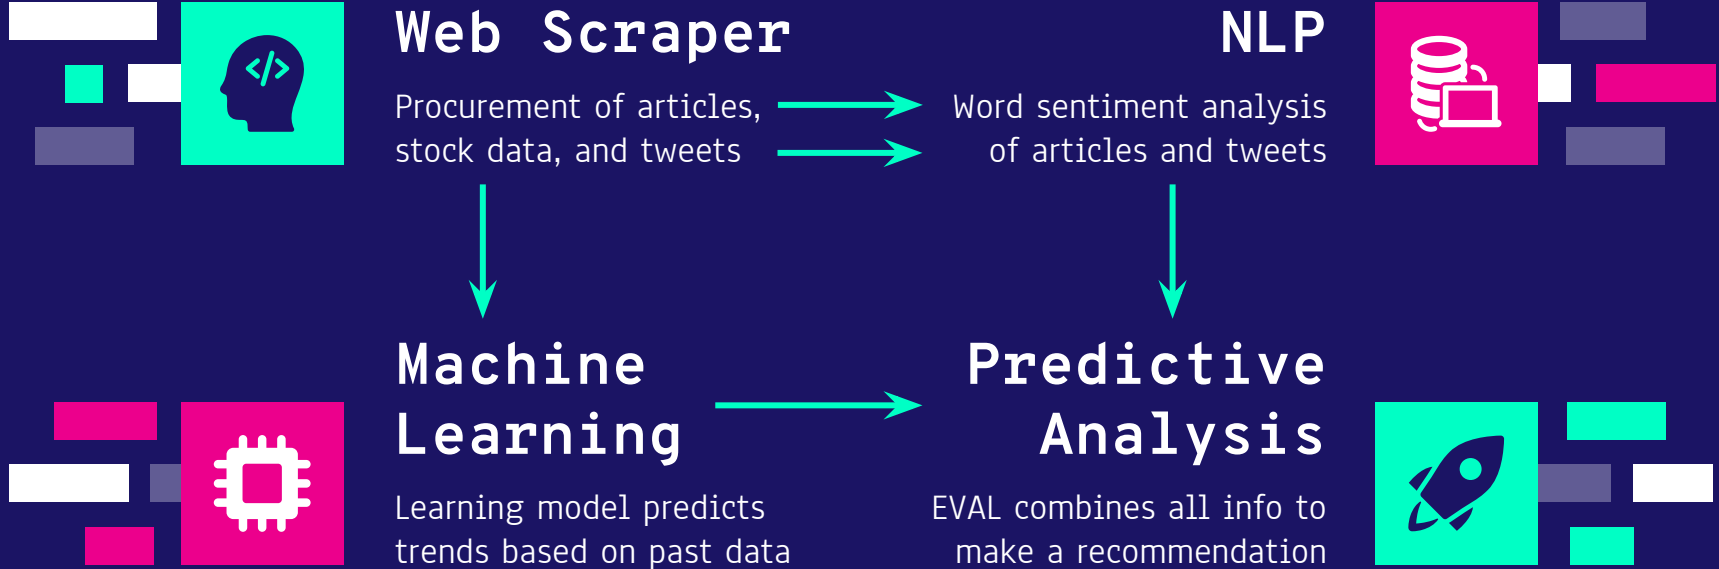 Web Scraper
Procurement of articles,
stock data, and tweets
NLP
Word sentiment analysis
of articles and tweets
Machine
Learning
Learning model predicts
trends based on past data
Predictive
Analysis
EVAL combines all info to
make a recommendation